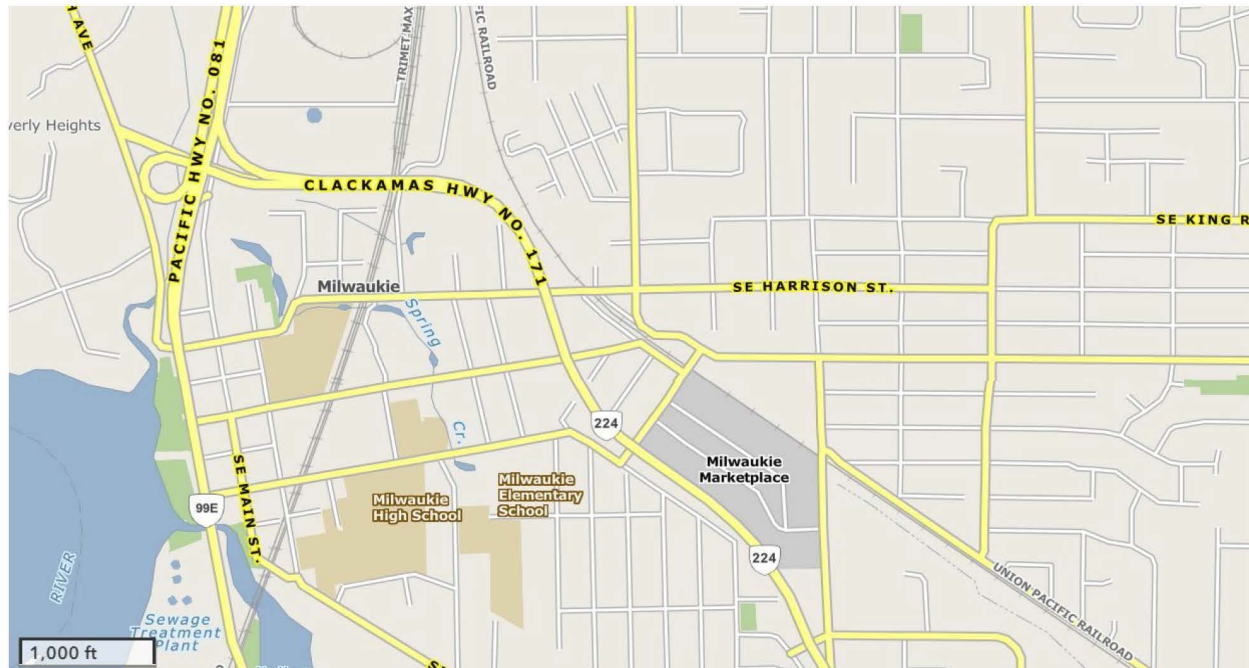 H AVE
PACIFIC HWY NO. 081
TRIMET MAX
FIC RAILROAD
verly Heights
CLACKAMAS HWY NO. 171
SE KING R
Milwaukie
SE HARRISON ST.
Spring
Cr.
224
Milwaukie
Marketplace
SE MAIN ST.
Milwaukie
High School
Milwaukie
Elementary
School
99E
224
RIVER
UNION PACIFIC RAILROAD
Sewage
Treatment
Plant
1,000 ft